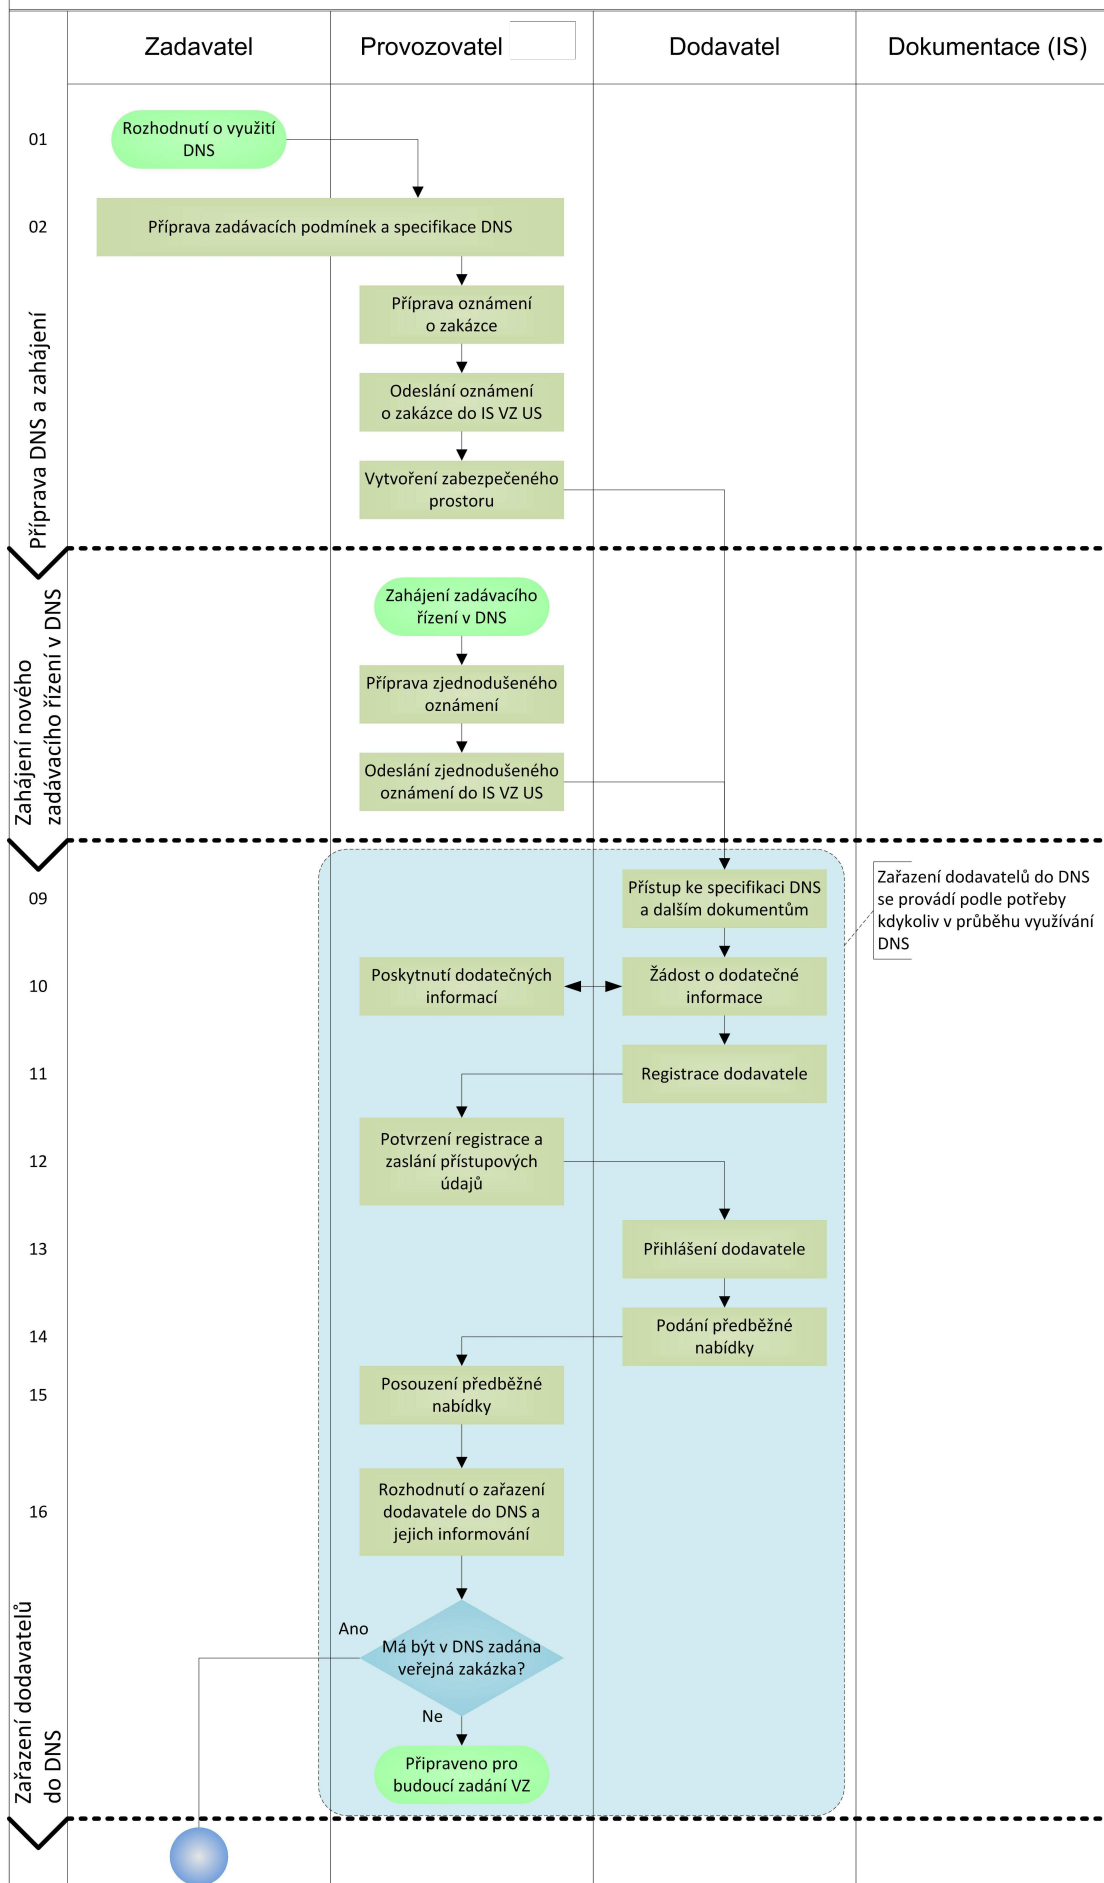 Zadavatel
Provozovatel
Dodavatel
Dokumentace (IS)
01
Rozhodnutí o využití
DNS
02
Příprava zadávacích podmínek a specifikace DNS
Příprava oznámení
o zakázce
Odeslání oznámení
o zakázce do IS VZ US
Vytvoření zabezpečeného
prostoru
Příprava DNS a zahájení
Zahájení zadávacího
řízení v DNS
Příprava zjednodušeného
oznámení
Odeslání zjednodušeného
oznámení do IS VZ US
Zahájení nového
zadávacího řízení v DNS
09
Přístup ke specifikaci DNS
a dalším dokumentům
Zařazení dodavatelů do DNS
se provádí podle potřeby
kdykoliv v průběhu využívání
DNS
10
Poskytnutí dodatečných
informací
Žádost o dodatečné
informace
11
Registrace dodavatele
12
Potvrzení registrace a
zaslání přístupových
údajů
13
Přihlášení dodavatele
14
Podání předběžné
nabídky
15
Posouzení předběžné
nabídky
16
Rozhodnutí o zařazení
dodavatele do DNS a
jejich informování
Ano
Má být v DNS zadána
veřejná zakázka?
Ne
Připraveno pro
budoucí zadání VZ
Zařazení dodavatelů
do DNS